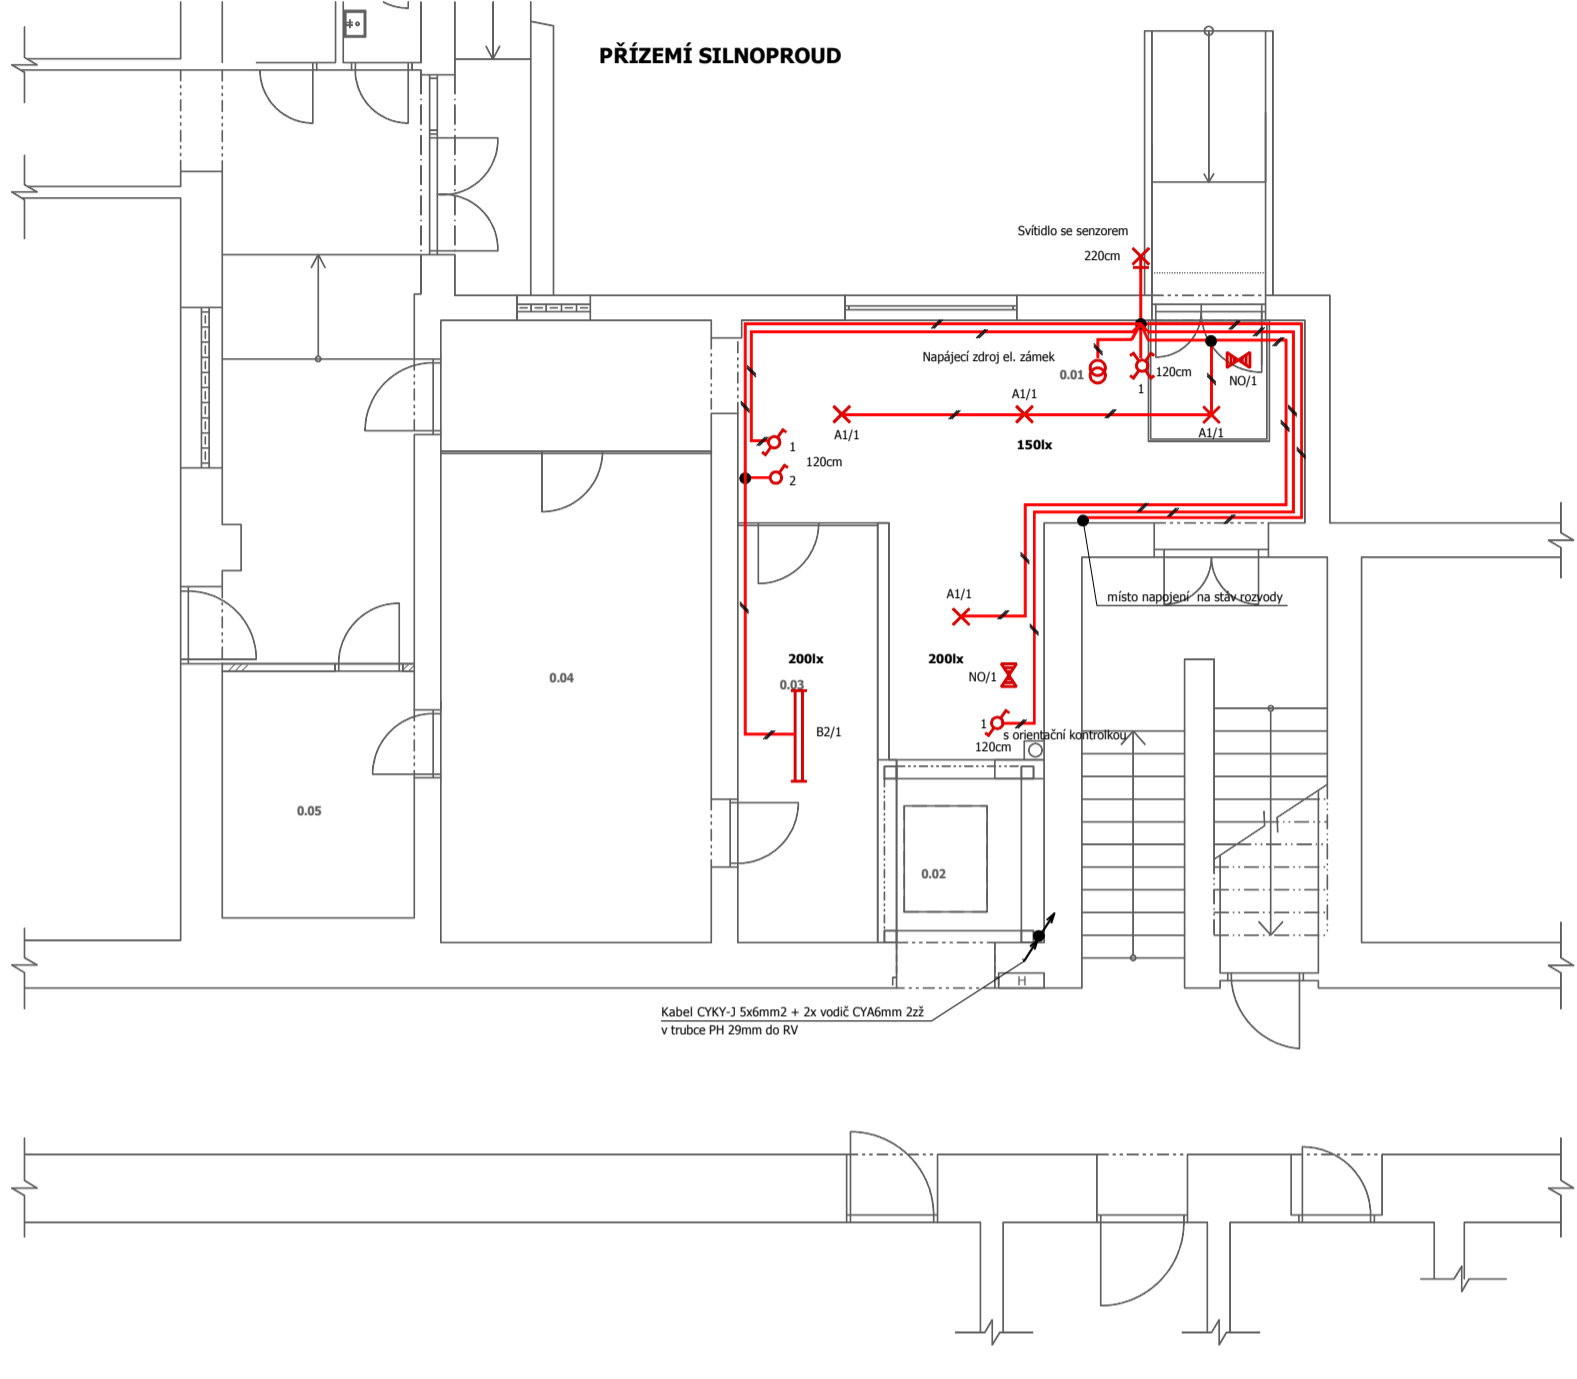 PŘÍZEMÍ SILNOPROUD
Svítidlo se senzorem
220cm
Napájecí zdroj el. zámek
0.01
120cm
1
NO/1
A1/1
A1/1
A1/1
150lx
1
120cm
2
A1/1
místo napojení na stáv rozvody
200lx
200lx
0.03
0.04
NO/1
B2/1
1
s orientační kontrolkou
120cm
0.05
0.02
H
Kabel CYKY-J 5x6mm2 + 2x vodič CYA6mm 2zž
v trubce PH 29mm do RV